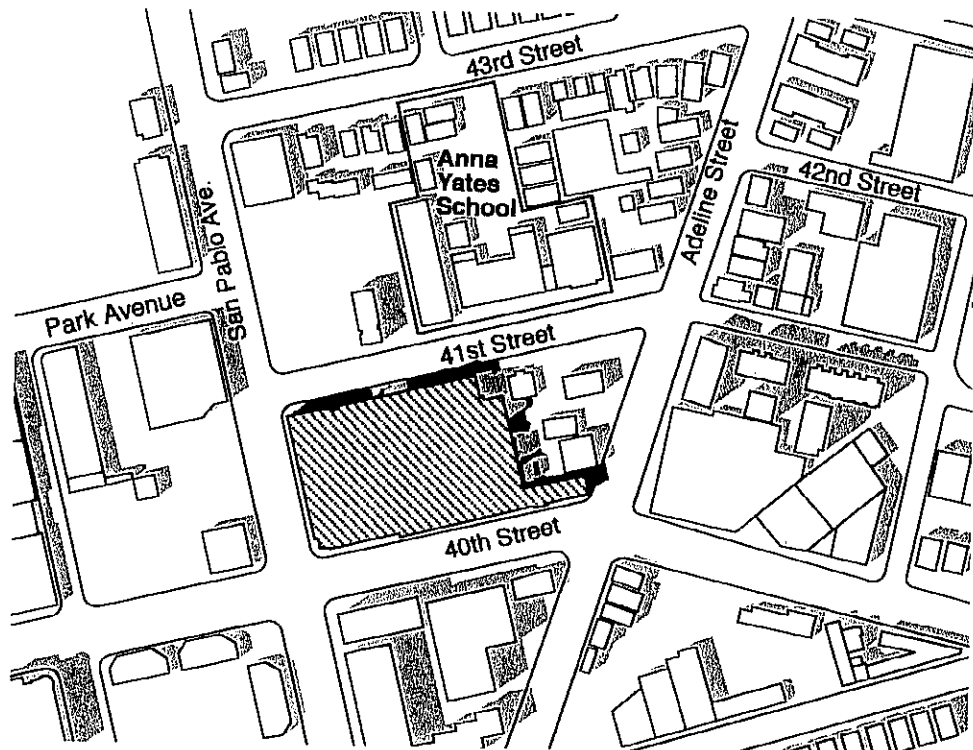 43rd Street
Anna
Yates
School
42nd Street
Adeline Street
San Pablo Ave.
Park Avenue
41st Street
40th Street